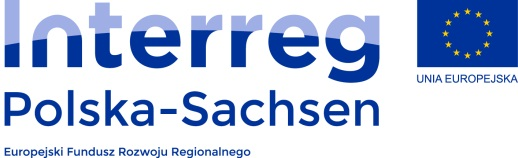 Interreg
UNIA EUROPEJSKA
Polska-Sachsen
Europejski Fundusz Rozwoju Regionalnego